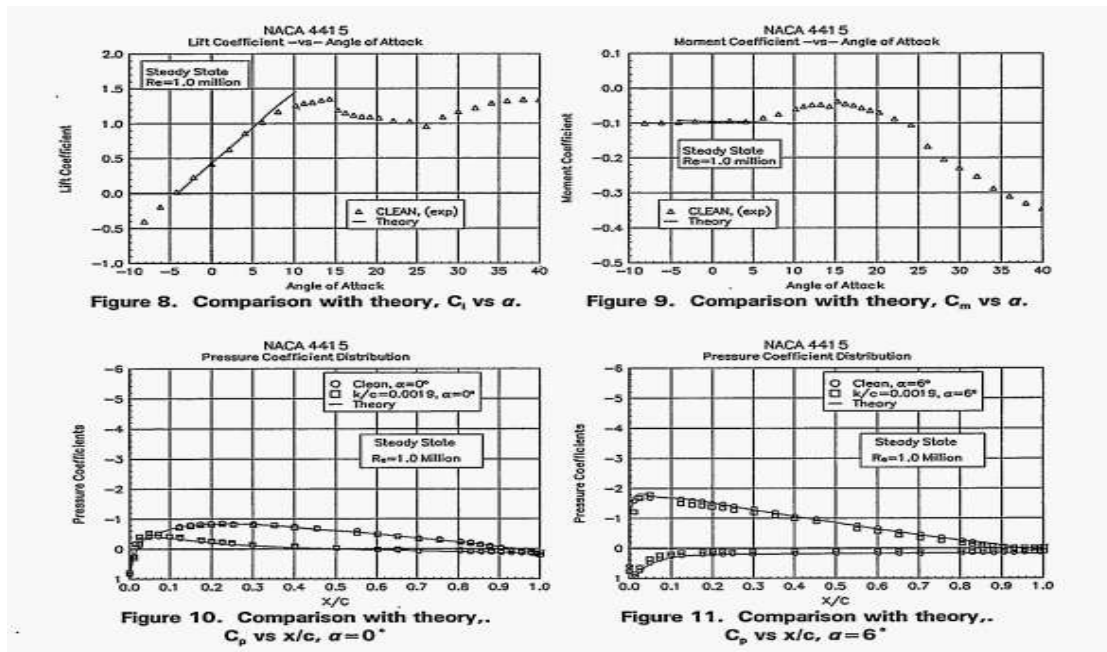 NACA 4415
Lift Coefficient -vs- Angle of Attack
2.0
1.5
1.0
0.5
0.0
-0.5
-1.0
Lift Coefficient
Steady State
Re=1.0 million
△ CLEAN, (exp)
— Theory
-10 -5 0 5 10 15 20 25 30 35 40
Angle of Attack
Figure 8. Comparison with theory, Cl vs α.
NACA 4415
Moment Coefficient -vs- Angle of Attack
0.1
0.0
-0.1
-0.2
-0.3
-0.4
-0.5
Moment Coefficient
Steady State
Re=1.0 million
△ CLEAN, (exp)
— Theory
-10 -5 0 5 10 15 20 25 30 35 40
Angle of Attack
Figure 9. Comparison with theory, Cm vs α.
NACA 4415
Pressure Coefficient Distribution
-6
-5
-4
-3
-2
-1
0
1
Pressure Coefficients
○ Clean, α=0°
□ k/c=0.0019, α=0°
— Theory
Steady State
Re=1.0 Million
0.0 0.1 0.2 0.3 0.4 0.5 0.6 0.7 0.8 0.9 1.0
X/C
Figure 10. Comparison with theory,.
Cp vs x/c, α=0°
NACA 4415
Pressure Coefficient Distribution
-6
-5
-4
-3
-2
-1
0
1
Pressure Coefficients
○ Clean, α=6°
□ k/c=0.0019, α=6°
— Theory
Steady State
Re=1.0 Million
0.0 0.1 0.2 0.3 0.4 0.5 0.6 0.7 0.8 0.9 1.0
X/C
Figure 11. Comparison with theory,.
Cp vs x/c, α=6°